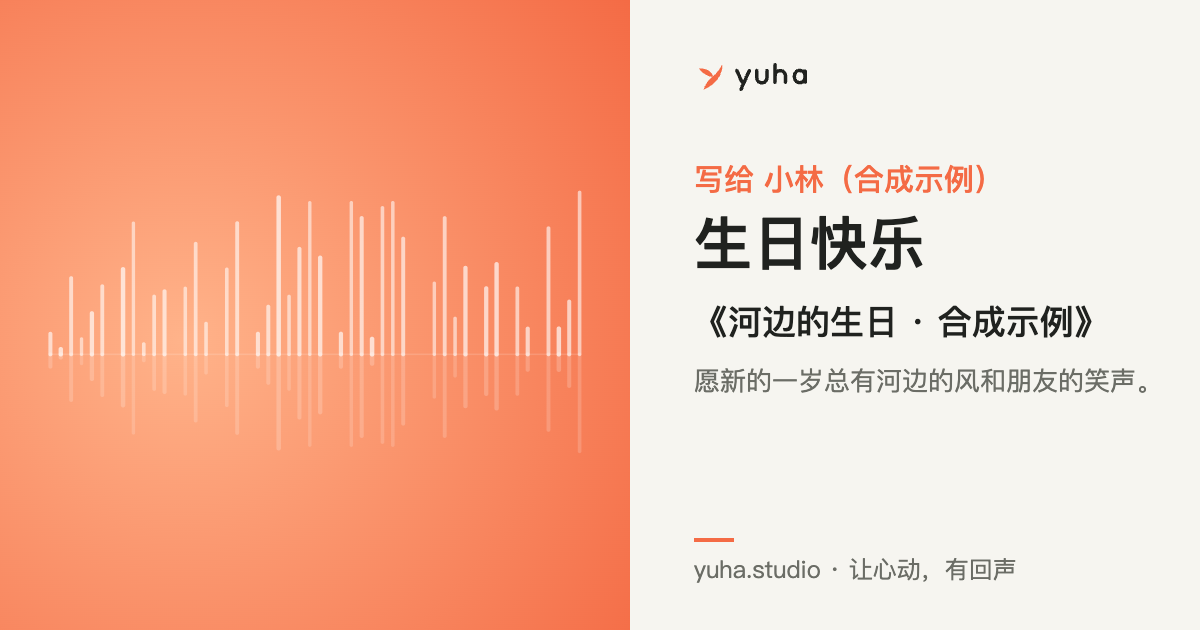 yuha
写给 小林（合成示例）
生日快乐
《河边的生日 · 合成示例》
愿新的一岁总有河边的风和朋友的笑声。
yuha.studio · 让心动，有回声